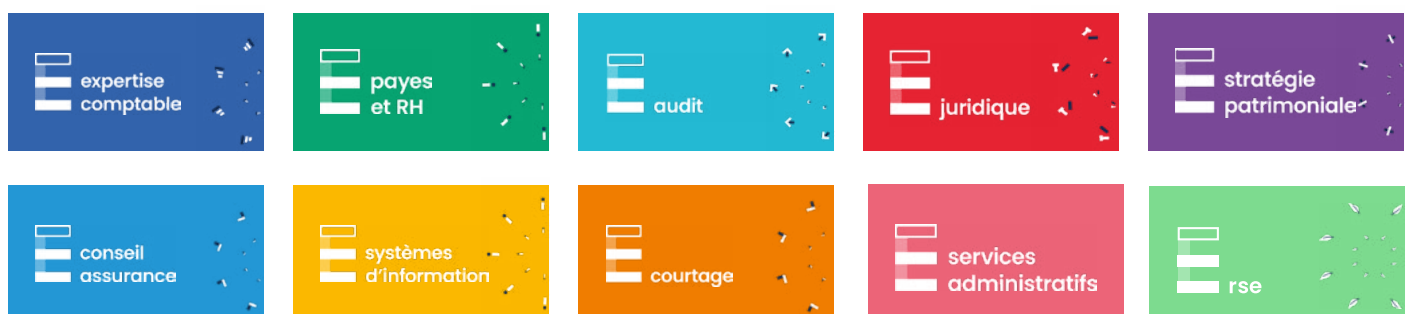 expertise
comptable
payes
et RH
audit
juridique
stratégie
patrimoniale
conseil
assurance
systèmes
d'information
courtage
services
administratifs
rse